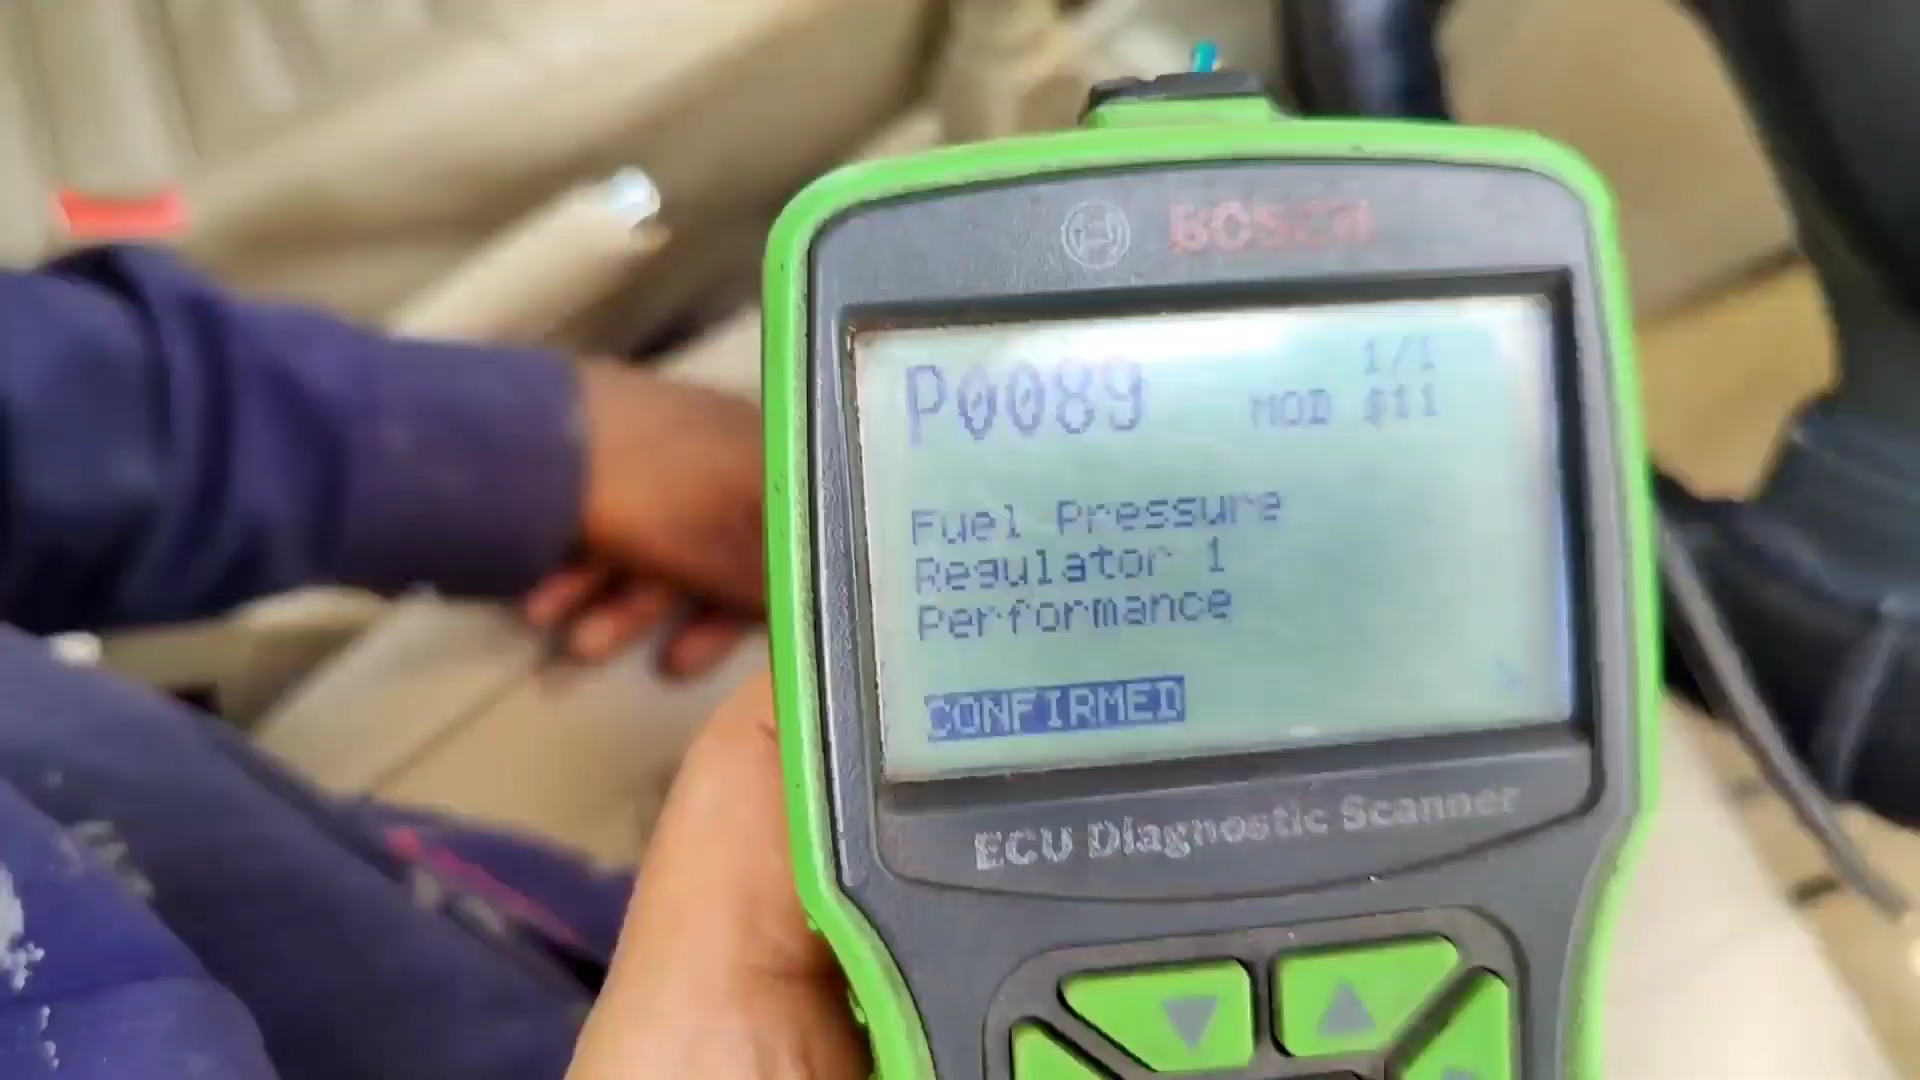 BOSCH
P0089
1/1
MOD $11
Fuel Pressure
Regulator 1
Performance
CONFIRMED
ECU Diagnostic Scanner